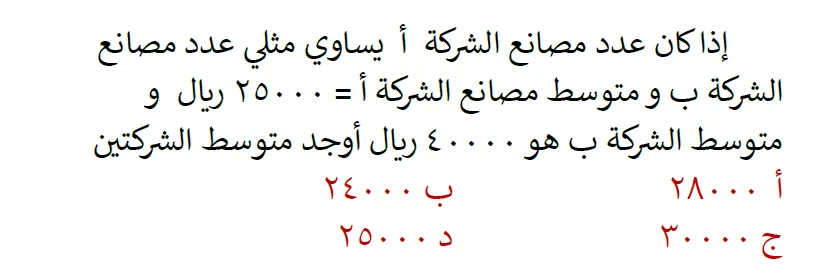 إذا كان عدد مصانع الشركة أ يساوي مثلي عدد مصانع
الشركة ب و متوسط مصانع الشركة أ = ٢٥٠٠٠ ريال و
متوسط الشركة ب هو ٤٠٠٠٠ ريال أوجد متوسط الشركتين
أ ٢٨٠٠٠ ب ٢٤٠٠٠
ج ٣٠٠٠٠ د ٢٥٠٠٠